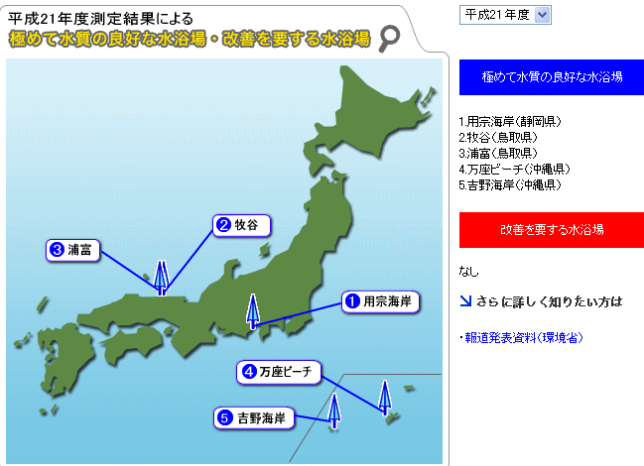 平成21年度測定結果による
極めて水質の良好な水浴場・改善を要する水浴場
2 牧谷
3 浦富
1 用宗海岸
4 万座ビーチ
5 吉野海岸
平成21年度
極めて水質の良好な水浴場
1.用宗海岸(静岡県)
2.牧谷(鳥取県)
3.浦富(鳥取県)
4.万座ビーチ(沖縄県)
5.吉野海岸(沖縄県)
改善を要する水浴場
なし
さらに詳しく知りたい方は
・報道発表資料(環境省)